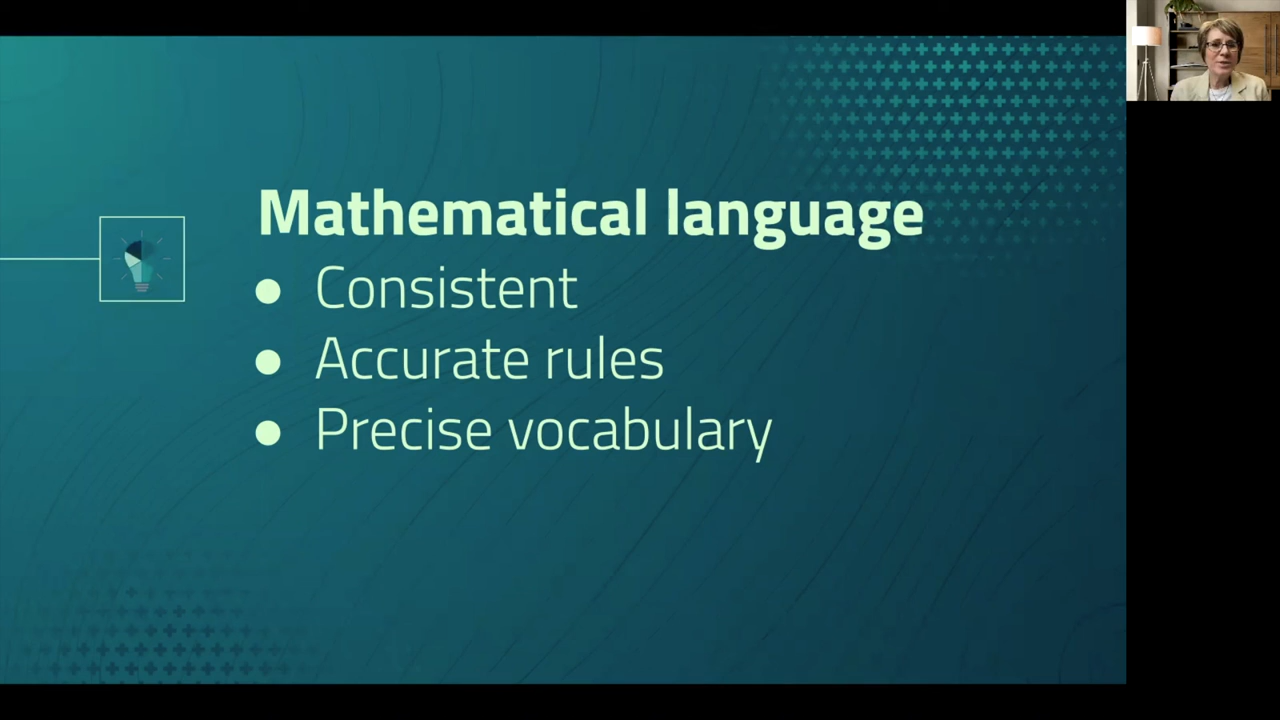 Mathematical language
● Consistent
● Accurate rules
● Precise vocabulary